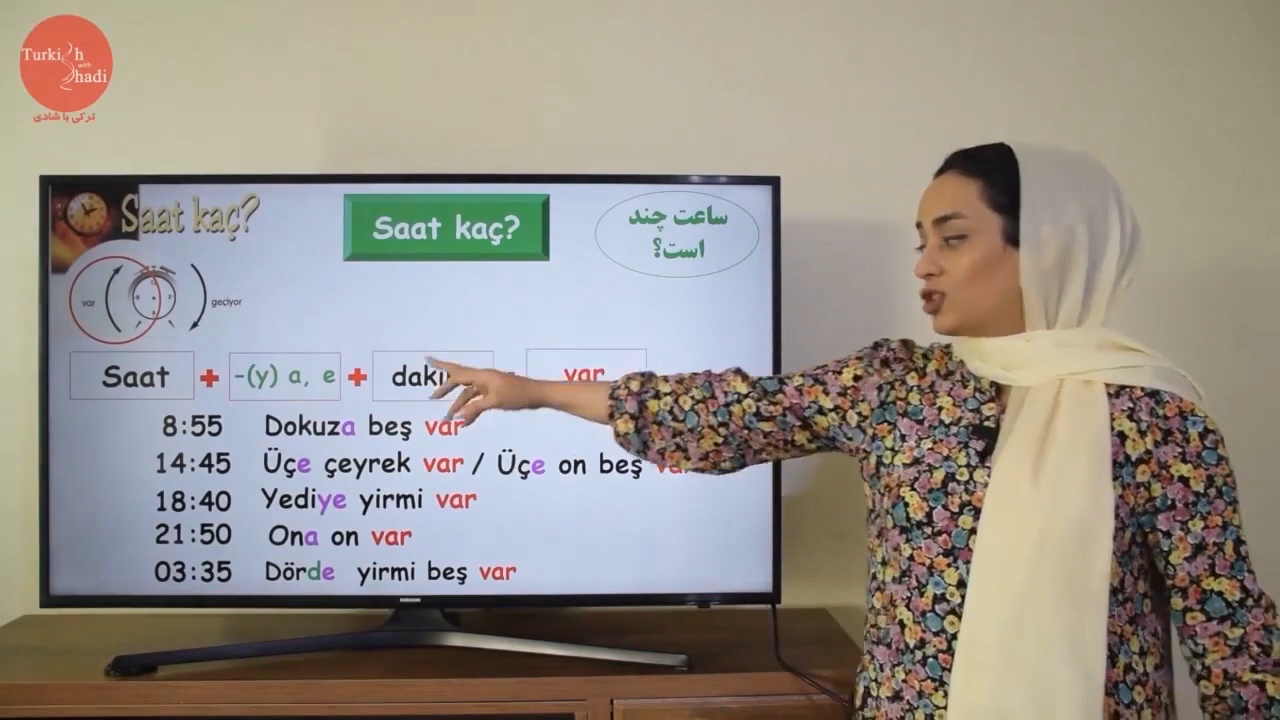 Turkish
with
Shadi
ترکی با شادی
Saat kaç?
Saat kaç?
ساعت چند
است؟
var
geciyor
Saat + -(y) a, e + var
8:55 Dokuza beş var
14:45 Üçe çeyrek var / Üçe on beş var
18:40 Yediye yirmi var
21:50 Ona on var
03:35 Dörde yirmi beş var